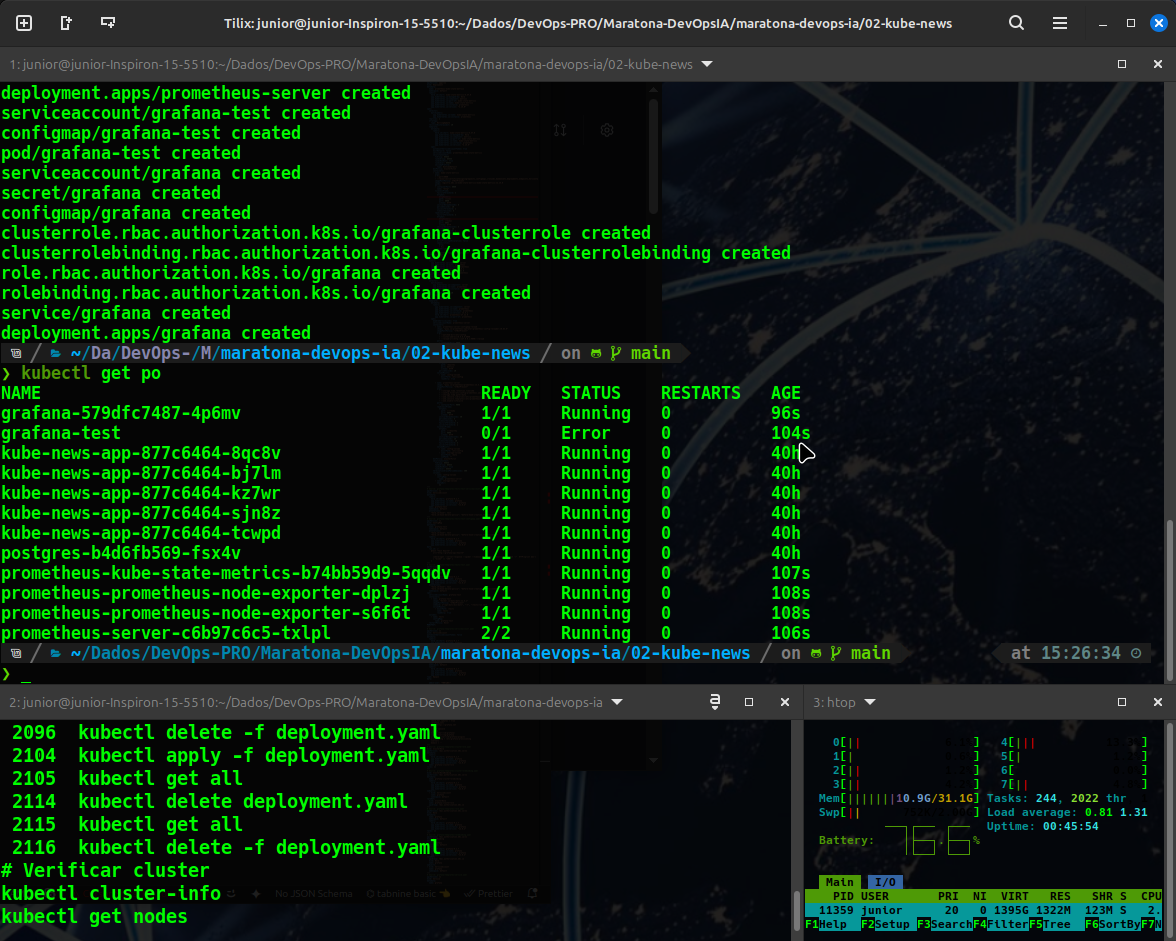 Tilix: junior@junior-Inspiron-15-5510:~/Dados/DevOps-PRO/Maratona-DevOpsIA/maratona-devops-ia/02-kube-news
1: junior@junior-Inspiron-15-5510:~/Dados/DevOps-PRO/Maratona-DevOpsIA/maratona-devops-ia/02-kube-news
deployment.apps/prometheus-server created
serviceaccount/grafana-test created
configmap/grafana-test created
pod/grafana-test created
serviceaccount/grafana created
secret/grafana created
configmap/grafana created
clusterrole.rbac.authorization.k8s.io/grafana-clusterrole created
clusterrolebinding.rbac.authorization.k8s.io/grafana-clusterrolebinding created
role.rbac.authorization.k8s.io/grafana created
rolebinding.rbac.authorization.k8s.io/grafana created
service/grafana created
deployment.apps/grafana created
~/Da/DevOps-/M/maratona-devops-ia/02-kube-news / on main
❯ kubectl get po
NAME READY STATUS RESTARTS AGE
grafana-579dfc7487-4p6mv 1/1 Running 0 96s
grafana-test 0/1 Error 0 104s
kube-news-app-877c6464-8qc8v 1/1 Running 0 40h
kube-news-app-877c6464-bj7lm 1/1 Running 0 40h
kube-news-app-877c6464-kz7wr 1/1 Running 0 40h
kube-news-app-877c6464-sjn8z 1/1 Running 0 40h
kube-news-app-877c6464-tcwpd 1/1 Running 0 40h
postgres-b4d6fb569-fsx4v 1/1 Running 0 40h
prometheus-kube-state-metrics-b74bb59d9-5qqdv 1/1 Running 0 107s
prometheus-prometheus-node-exporter-dplzj 1/1 Running 0 108s
prometheus-prometheus-node-exporter-s6f6t 1/1 Running 0 108s
prometheus-server-c6b97c6c5-txlpl 2/2 Running 0 106s
~/Dados/DevOps-PRO/Maratona-DevOpsIA/maratona-devops-ia/02-kube-news / on main at 15:26:34
❯ _
2: junior@junior-Inspiron-15-5510:~/Dados/DevOps-PRO/Maratona-DevOpsIA/maratona-devops-ia
2096 kubectl delete -f deployment.yaml
2104 kubectl apply -f deployment.yaml
2105 kubectl get all
2114 kubectl delete deployment.yaml
2115 kubectl get all
2116 kubectl delete -f deployment.yaml
# Verificar cluster
kubectl cluster-info
No JSON Schema tabnine basic Prettier
kubectl get nodes
3: htop
0[|| ] 4[||| ]
1[| ] 5[| ]
2[|| ] 6[ ]
3[|| ] 7[|| ]
Mem[|||||||10.9G/31.1G] Tasks: 244, 2022 thr
Swp[|| ] Load average: 0.81 1.31
Uptime: 00:45:54
Battery: 76.6%
Main I/O
PID USER PRI NI VIRT RES SHR S CPU
11359 junior 20 0 1395G 1322M 123M S 2.
F1Help F2Setup F3SearchF4FilterF5Tree F6SortByF7N